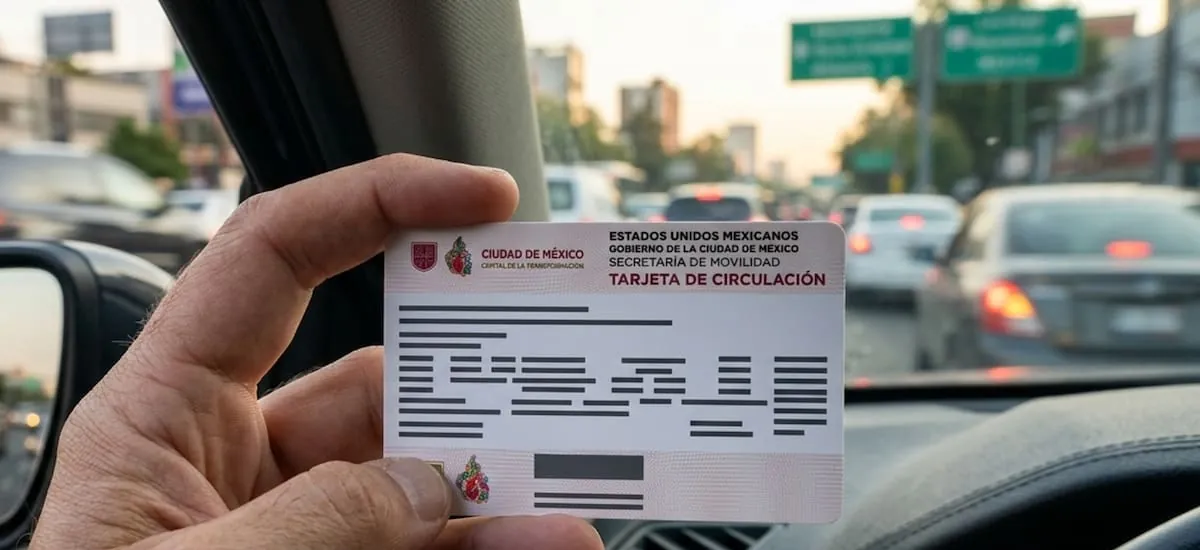 CIUDAD DE MÉXICO
CAPITAL DE LA TRANSFORMACIÓN
ESTADOS UNIDOS MEXICANOS
GOBIERNO DE LA CIUDAD DE MÉXICO
SECRETARÍA DE MOVILIDAD
TARJETA DE CIRCULACIÓN